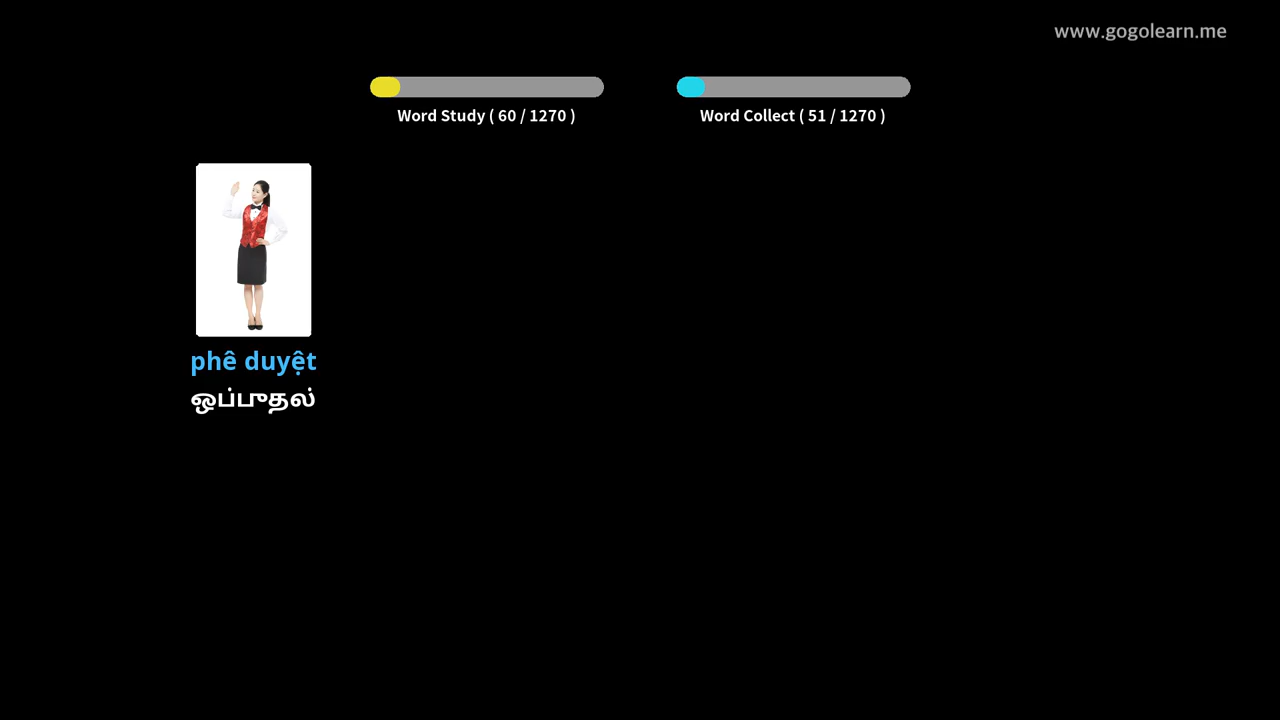 www.gogolearn.me
Word Study ( 60 / 1270 )
Word Collect ( 51 / 1270 )
phê duyệt
ஒப்புதல்